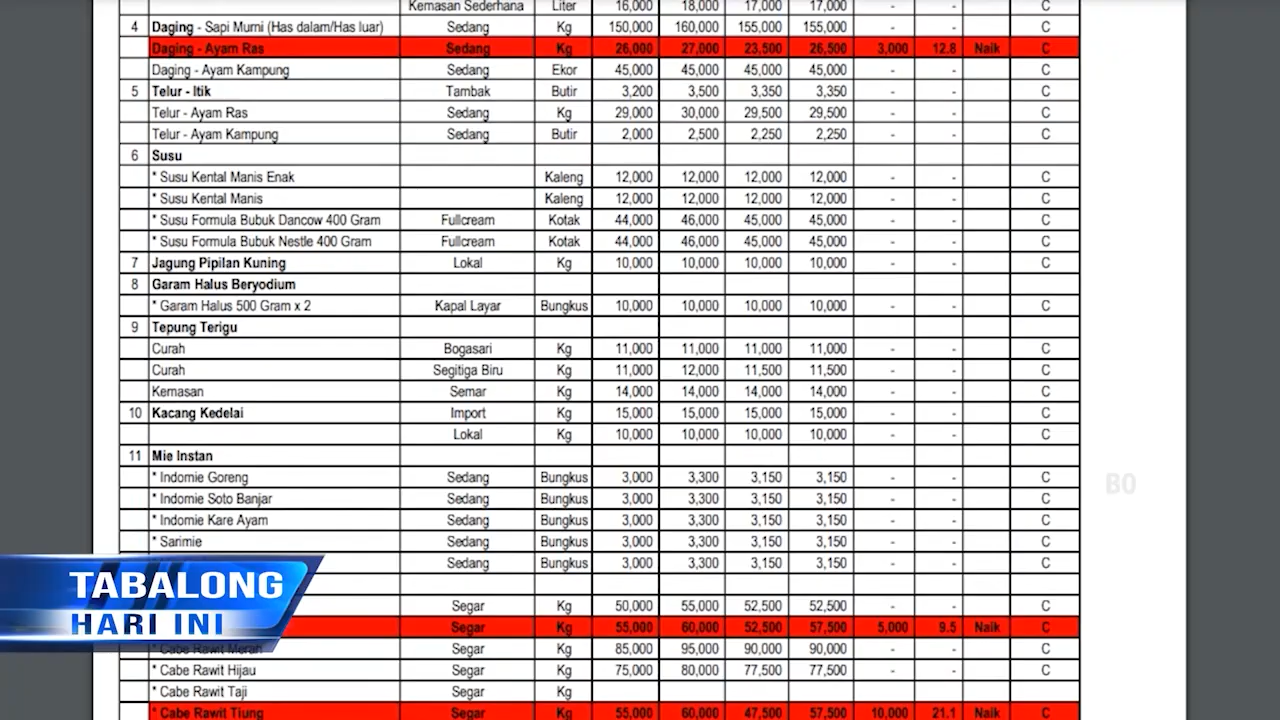 Kemasan Sederhana Liter 16,000 18,000 17,000 17,000 C
4 Daging - Sapi Murni (Has dalam/Has luar) Sedang Kg 150,000 160,000 155,000 155,000 - - C
Daging - Ayam Ras Sedang Kg 26,000 27,000 23,500 26,500 3,000 12.8 Naik C
Daging - Ayam Kampung Sedang Ekor 45,000 45,000 45,000 45,000 - - C
5 Telur - Itik Tambak Butir 3,200 3,500 3,350 3,350 - - C
Telur - Ayam Ras Sedang Kg 29,000 30,000 29,500 29,500 - - C
Telur - Ayam Kampung Sedang Butir 2,000 2,500 2,250 2,250 - - C
6 Susu
* Susu Kental Manis Enak Kaleng 12,000 12,000 12,000 12,000 - - C
* Susu Kental Manis Kaleng 12,000 12,000 12,000 12,000 - - C
* Susu Formula Bubuk Dancow 400 Gram Fullcream Kotak 44,000 46,000 45,000 45,000 - - C
* Susu Formula Bubuk Nestle 400 Gram Fullcream Kotak 44,000 46,000 45,000 45,000 - - C
7 Jagung Pipilan Kuning Lokal Kg 10,000 10,000 10,000 10,000 - - C
8 Garam Halus Beryodium
* Garam Halus 500 Gram x 2 Kapal Layar Bungkus 10,000 10,000 10,000 10,000 - - C
9 Tepung Terigu
Curah Bogasari Kg 11,000 11,000 11,000 11,000 - - C
Curah Segitiga Biru Kg 11,000 12,000 11,500 11,500 - - C
Kemasan Semar Kg 14,000 14,000 14,000 14,000 - - C
10 Kacang Kedelai Import Kg 15,000 15,000 15,000 15,000 - - C
Lokal Kg 10,000 10,000 10,000 10,000 - - C
11 Mie Instan
* Indomie Goreng Sedang Bungkus 3,000 3,300 3,150 3,150 - - C
* Indomie Soto Banjar Sedang Bungkus 3,000 3,300 3,150 3,150 - - C
* Indomie Kare Ayam Sedang Bungkus 3,000 3,300 3,150 3,150 - - C
* Sarimie Sedang Bungkus 3,000 3,300 3,150 3,150 - - C
Sedang Bungkus 3,000 3,300 3,150 3,150 - - C
Segar Kg 50,000 55,000 52,500 52,500 - - C
Segar Kg 55,000 60,000 52,500 57,500 5,000 9.5 Naik C
* Cabe Rawit Merah Segar Kg 85,000 95,000 90,000 90,000 - - C
* Cabe Rawit Hijau Segar Kg 75,000 80,000 77,500 77,500 - - C
* Cabe Rawit Taji Segar Kg
* Cabe Rawit Tiung Segar Kg 55,000 60,000 47,500 57,500 10,000 21.1 Naik C
TABALONG
HARI INI
BO